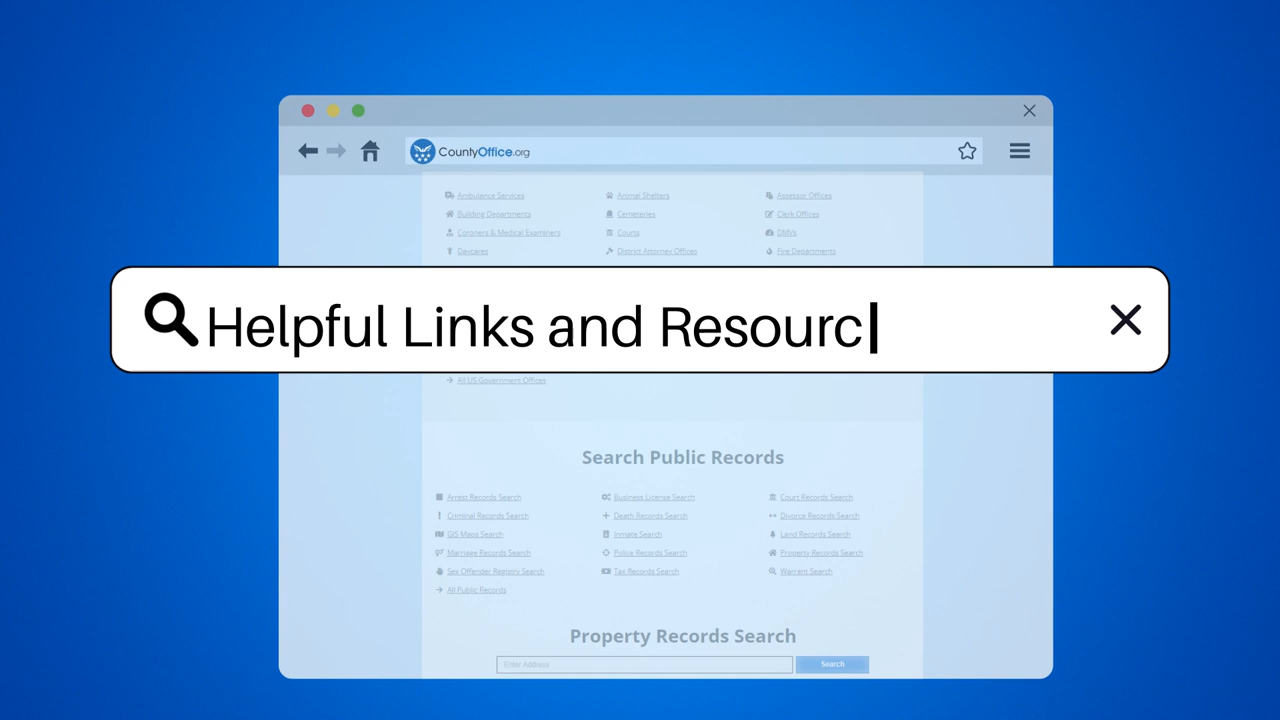 CountyOffice.org
Ambulance Services Animal Shelters Assessor Offices
Building Departments Cemeteries Clerk Offices
Coroners & Medical Examiners Courts DMVs
Daycares District Attorney Offices Fire Departments
Helpful Links and Resourc
All US Government Offices
Search Public Records
Arrest Records Search Business License Search Court Records Search
Criminal Records Search Death Records Search Divorce Records Search
GIS Maps Search Inmate Search Land Records Search
Marriage Records Search Police Records Search Property Records Search
Sex Offender Registry Search Tax Records Search Warrant Search
All Public Records
Property Records Search
Enter Address Search